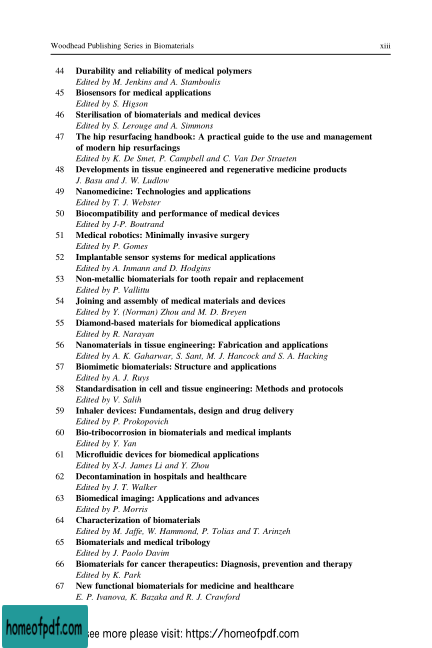 Woodhead Publishing Series in Biomaterials xiii
44 Durability and reliability of medical polymers
Edited by M. Jenkins and A. Stamboulis
45 Biosensors for medical applications
Edited by S. Higson
46 Sterilisation of biomaterials and medical devices
Edited by S. Lerouge and A. Simmons
47 The hip resurfacing handbook: A practical guide to the use and management
of modern hip resurfacings
Edited by K. De Smet, P. Campbell and C. Van Der Straeten
48 Developments in tissue engineered and regenerative medicine products
J. Basu and J. W. Ludlow
49 Nanomedicine: Technologies and applications
Edited by T. J. Webster
50 Biocompatibility and performance of medical devices
Edited by J-P. Boutrand
51 Medical robotics: Minimally invasive surgery
Edited by P. Gomes
52 Implantable sensor systems for medical applications
Edited by A. Inmann and D. Hodgins
53 Non-metallic biomaterials for tooth repair and replacement
Edited by P. Vallittu
54 Joining and assembly of medical materials and devices
Edited by Y. (Norman) Zhou and M. D. Breyen
55 Diamond-based materials for biomedical applications
Edited by R. Narayan
56 Nanomaterials in tissue engineering: Fabrication and applications
Edited by A. K. Gaharwar, S. Sant, M. J. Hancock and S. A. Hacking
57 Biomimetic biomaterials: Structure and applications
Edited by A. J. Ruys
58 Standardisation in cell and tissue engineering: Methods and protocols
Edited by V. Salih
59 Inhaler devices: Fundamentals, design and drug delivery
Edited by P. Prokopovich
60 Bio-tribocorrosion in biomaterials and medical implants
Edited by Y. Yan
61 Microfluidic devices for biomedical applications
Edited by X-J. James Li and Y. Zhou
62 Decontamination in hospitals and healthcare
Edited by J. T. Walker
63 Biomedical imaging: Applications and advances
Edited by P. Morris
64 Characterization of biomaterials
Edited by M. Jaffe, W. Hammond, P. Tolias and T. Arinzeh
65 Biomaterials and medical tribology
Edited by J. Paolo Davim
66 Biomaterials for cancer therapeutics: Diagnosis, prevention and therapy
Edited by K. Park
67 New functional biomaterials for medicine and healthcare
E. P. Ivanova, K. Bazaka and R. J. Crawford
homeofpdf.com see more please visit: https://homeofpdf.com